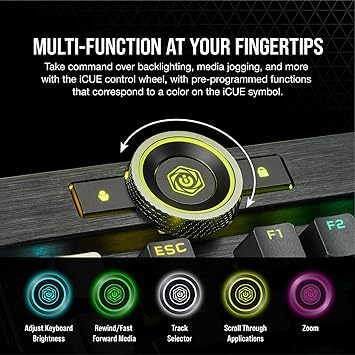 MULTI-FUNCTION AT YOUR FINGERTIPS
Take command over backlighting, media jogging, and more
with the iCUE control wheel, with pre-programmed functions
that correspond to a color on the iCUE symbol.
ESC
F1
F2
Adjust Keyboard
Brightness
Rewind/Fast
Forward Media
Track
Selector
Scroll Through
Applications
Zoom